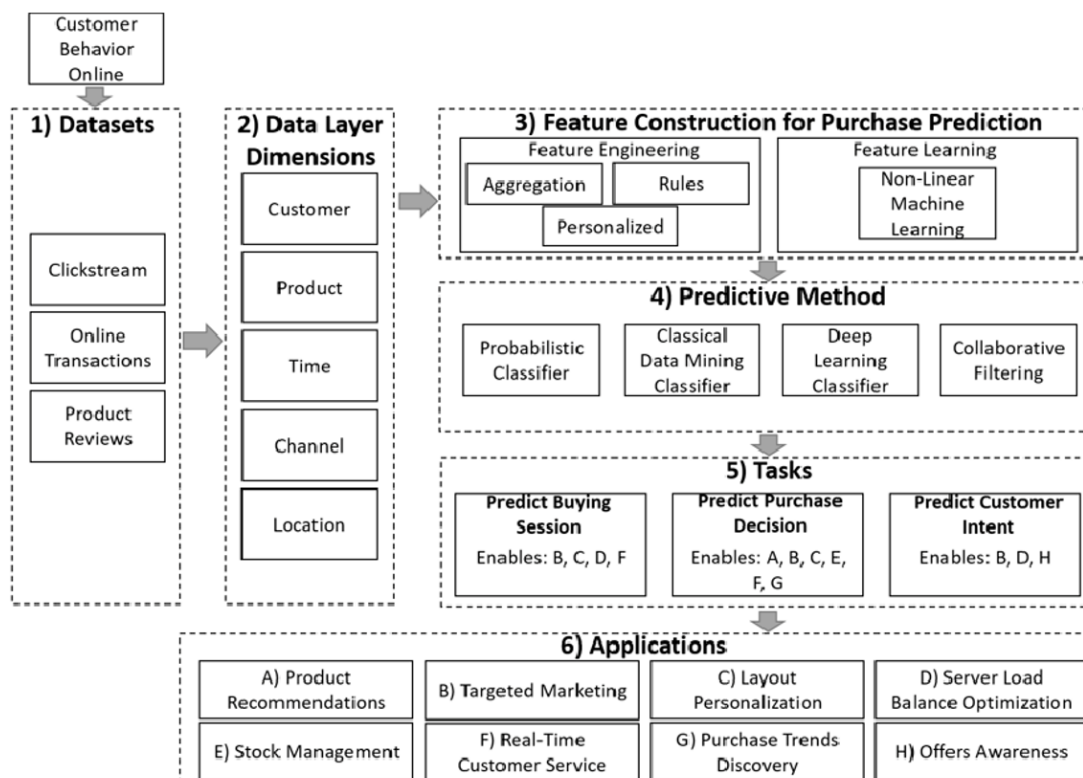 Customer
Behavior
Online
1) Datasets
Clickstream
Online
Transactions
Product
Reviews
2) Data Layer
Dimensions
Customer
Product
Time
Channel
Location
3) Feature Construction for Purchase Prediction
Feature Engineering
Aggregation
Rules
Personalized
Feature Learning
Non-Linear
Machine
Learning
4) Predictive Method
Probabilistic
Classifier
Classical
Data Mining
Classifier
Deep
Learning
Classifier
Collaborative
Filtering
5) Tasks
Predict Buying
Session
Enables: B, C, D, F
Predict Purchase
Decision
Enables: A, B, C, E,
F, G
Predict Customer
Intent
Enables: B, D, H
6) Applications
A) Product
Recommendations
B) Targeted Marketing
C) Layout
Personalization
D) Server Load
Balance Optimization
E) Stock Management
F) Real-Time
Customer Service
G) Purchase Trends
Discovery
H) Offers Awareness